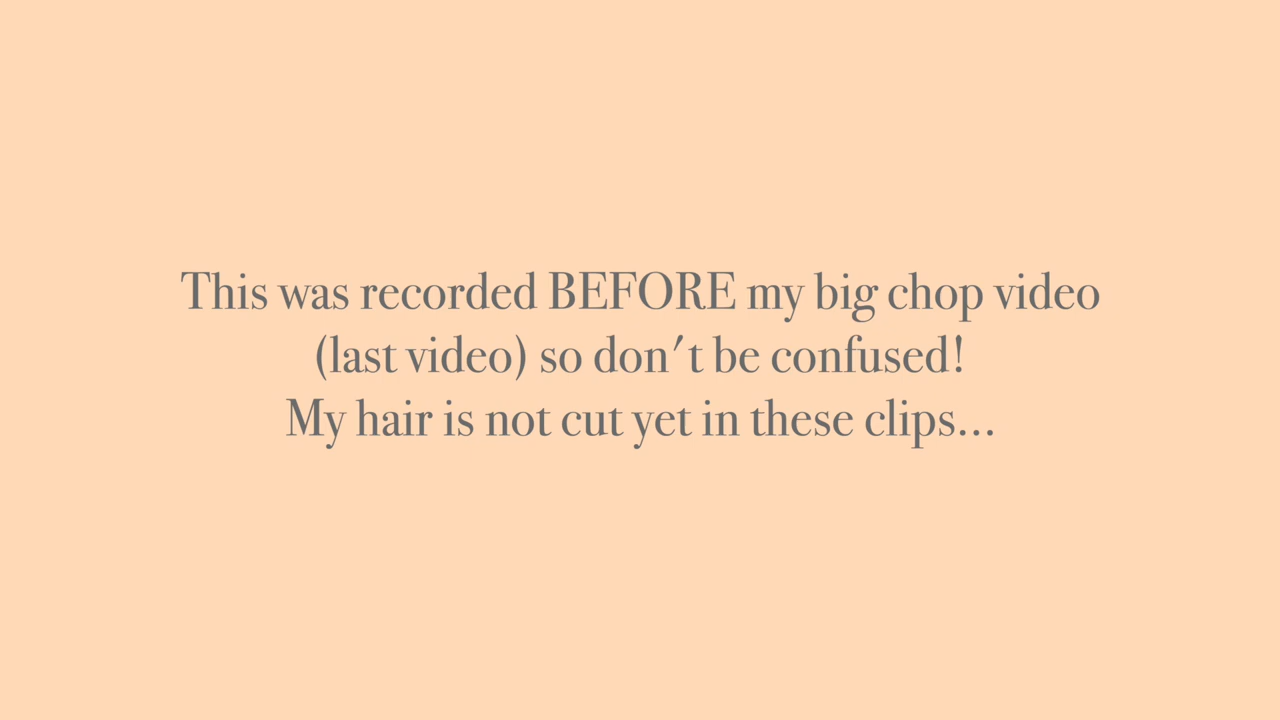 This was recorded BEFORE my big chop video
(last video) so don't be confused!
My hair is not cut yet in these clips...